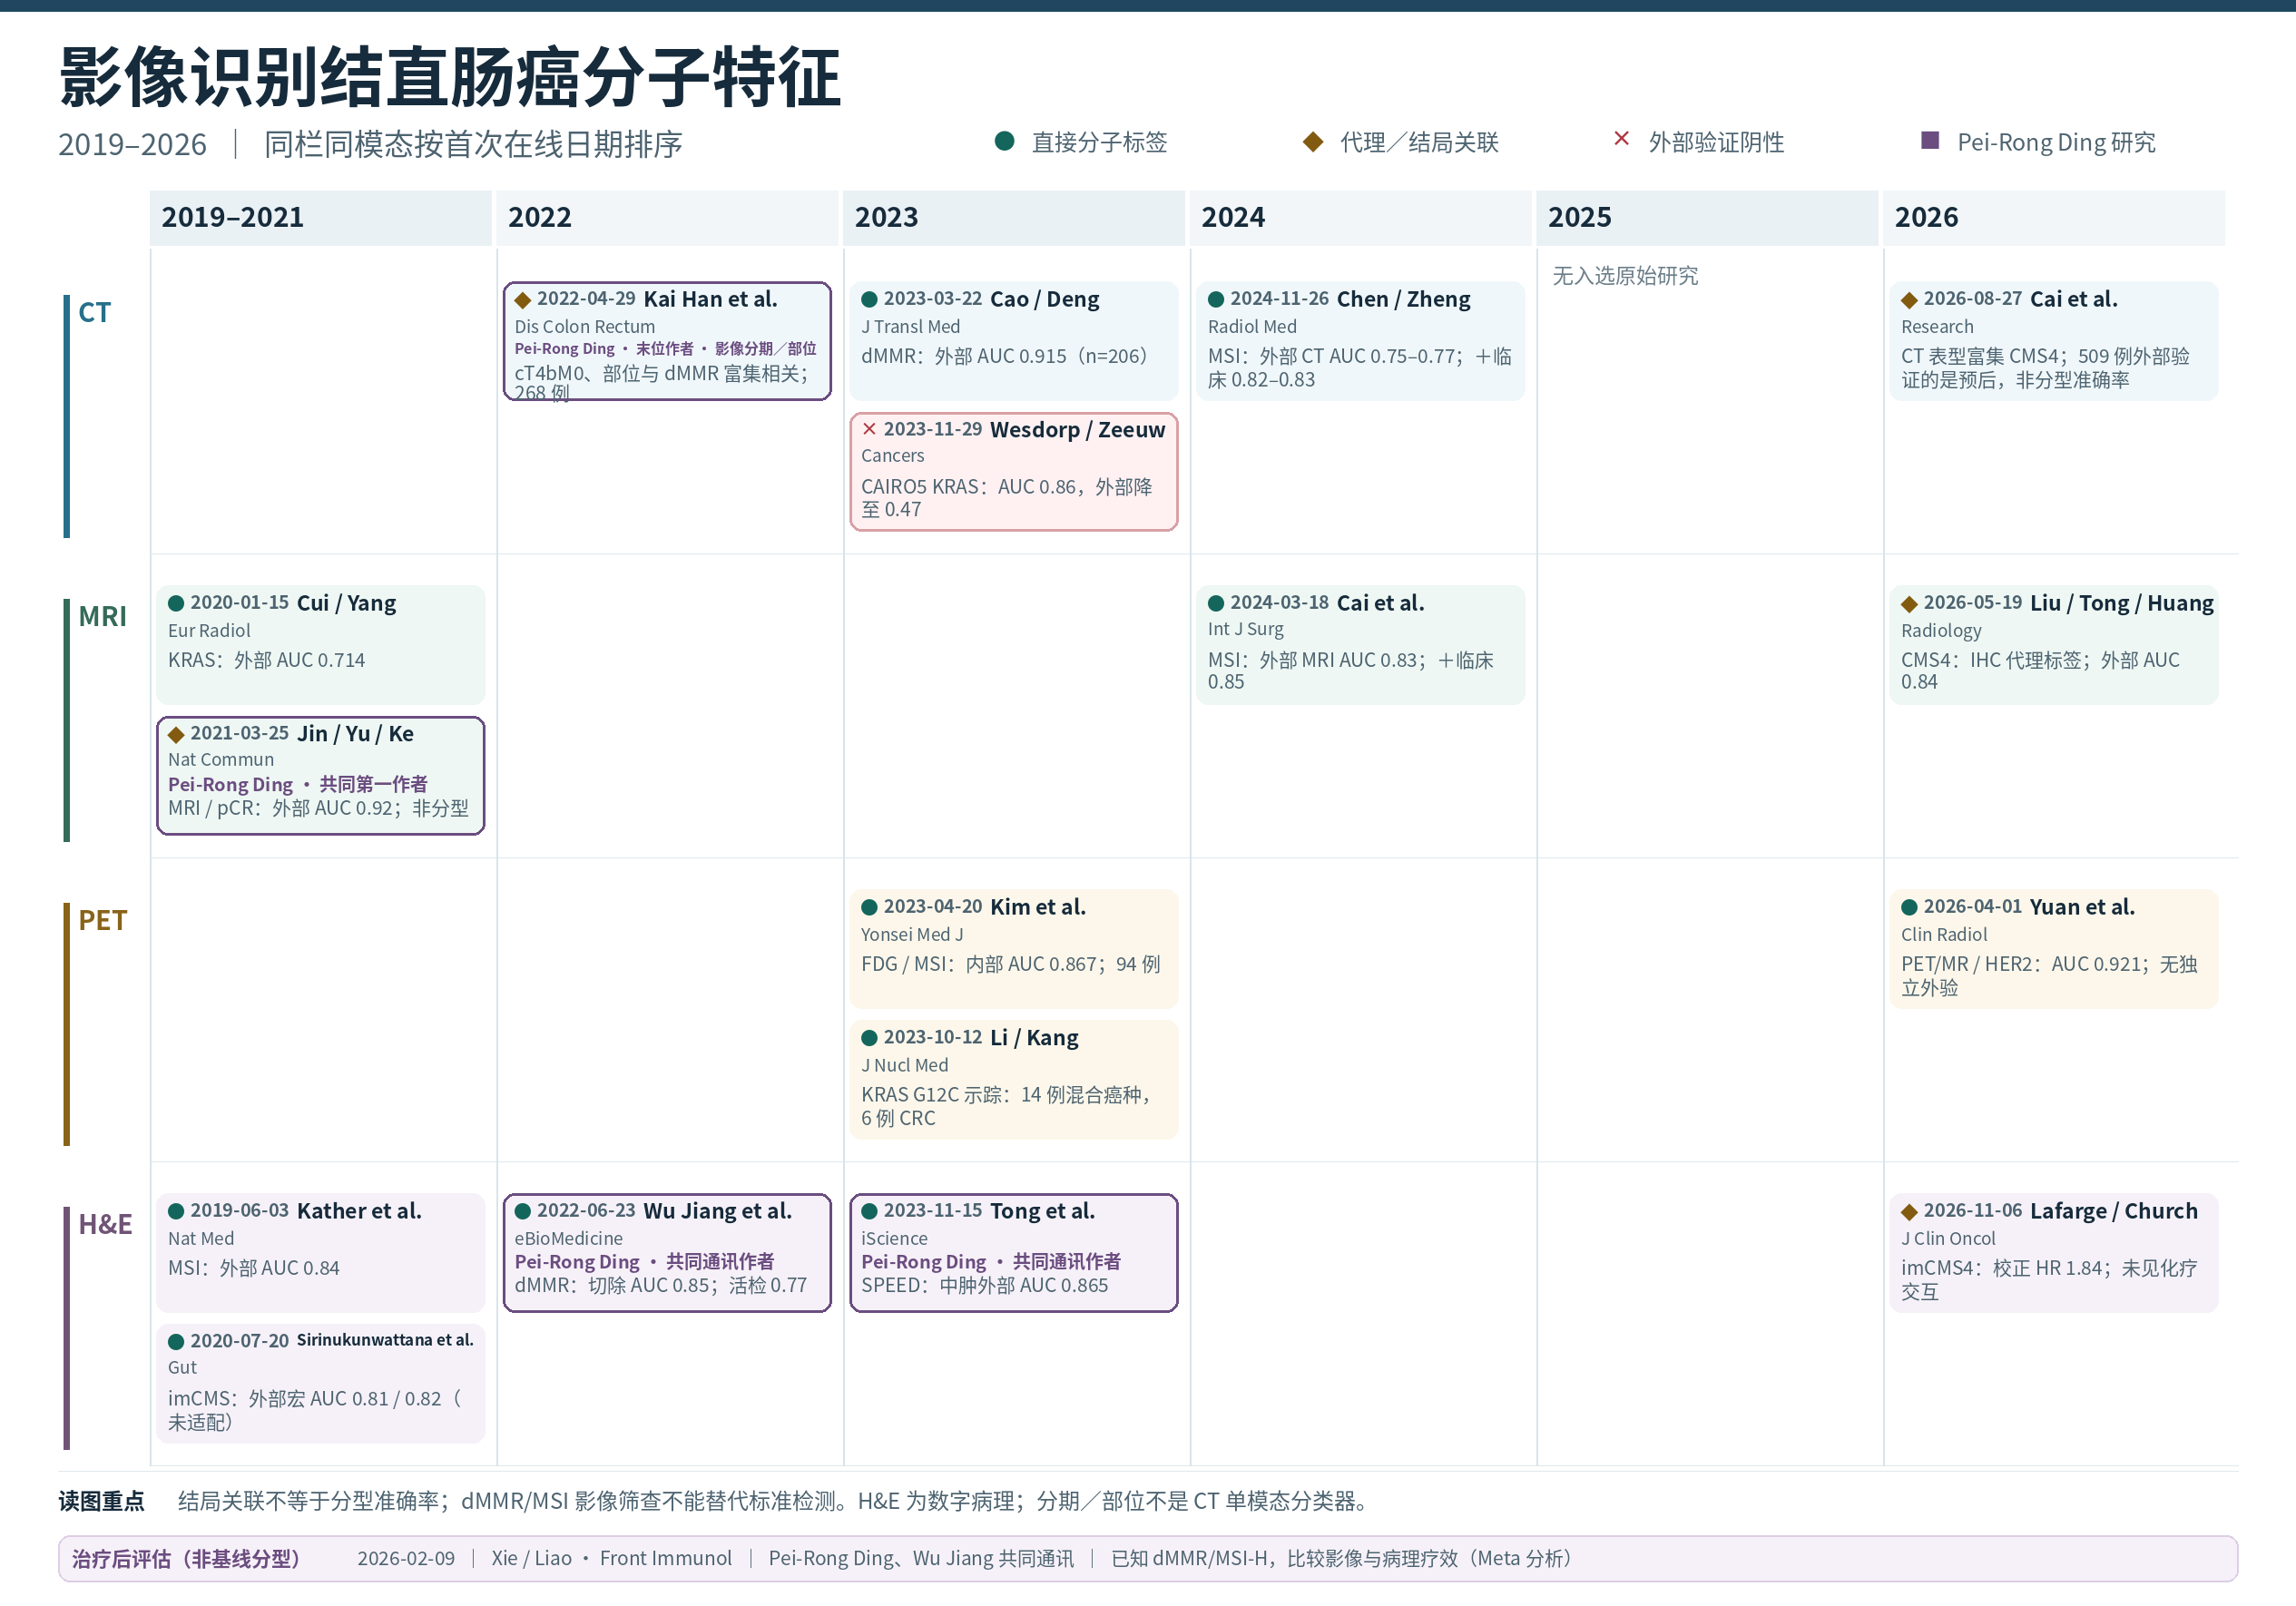 影像识别结直肠癌分子特征
2019–2026 ｜ 同栏同模态按首次在线日期排序
● 直接分子标签
◆ 代理／结局关联
× 外部验证阴性
■ Pei-Rong Ding 研究
2019–2021
2022
2023
2024
2025
2026
CT
◆ 2022-04-29 Kai Han et al.
Dis Colon Rectum
Pei-Rong Ding · 末位作者 · 影像分期／部位
cT4bM0、部位与 dMMR 富集相关；
268 例
● 2023-03-22 Cao / Deng
J Transl Med
dMMR：外部 AUC 0.915（n=206）
× 2023-11-29 Wesdorp / Zeeuw
Cancers
CAIRO5 KRAS：AUC 0.86，外部降
至 0.47
● 2024-11-26 Chen / Zheng
Radiol Med
MSI：外部 CT AUC 0.75–0.77；＋临
床 0.82–0.83
无入选原始研究
◆ 2026-08-27 Cai et al.
Research
CT 表型富集 CMS4；509 例外部验
证的是预后，非分型准确率
MRI
● 2020-01-15 Cui / Yang
Eur Radiol
KRAS：外部 AUC 0.714
◆ 2021-03-25 Jin / Yu / Ke
Nat Commun
Pei-Rong Ding · 共同第一作者
MRI / pCR：外部 AUC 0.92；非分型
● 2024-03-18 Cai et al.
Int J Surg
MSI：外部 MRI AUC 0.83；＋临床
0.85
◆ 2026-05-19 Liu / Tong / Huang
Radiology
CMS4：IHC 代理标签；外部 AUC
0.84
PET
● 2023-04-20 Kim et al.
Yonsei Med J
FDG / MSI：内部 AUC 0.867；94 例
● 2023-10-12 Li / Kang
J Nucl Med
KRAS G12C 示踪：14 例混合癌种，
6 例 CRC
● 2026-04-01 Yuan et al.
Clin Radiol
PET/MR / HER2：AUC 0.921；无独
立外验
H&E
● 2019-06-03 Kather et al.
Nat Med
MSI：外部 AUC 0.84
● 2020-07-20 Sirinukunwattana et al.
Gut
imCMS：外部宏 AUC 0.81 / 0.82（
未适配）
● 2022-06-23 Wu Jiang et al.
eBioMedicine
Pei-Rong Ding · 共同通讯作者
dMMR：切除 AUC 0.85；活检 0.77
● 2023-11-15 Tong et al.
iScience
Pei-Rong Ding · 共同通讯作者
SPEED：中肿外部 AUC 0.865
◆ 2026-11-06 Lafarge / Church
J Clin Oncol
imCMS4：校正 HR 1.84；未见化疗
交互
读图重点 结局关联不等于分型准确率；dMMR/MSI 影像筛查不能替代标准检测。H&E 为数字病理；分期／部位不是 CT 单模态分类器。
治疗后评估（非基线分型） 2026-02-09 ｜ Xie / Liao · Front Immunol ｜ Pei-Rong Ding、Wu Jiang 共同通讯 ｜ 已知 dMMR/MSI-H，比较影像与病理疗效（Meta 分析）